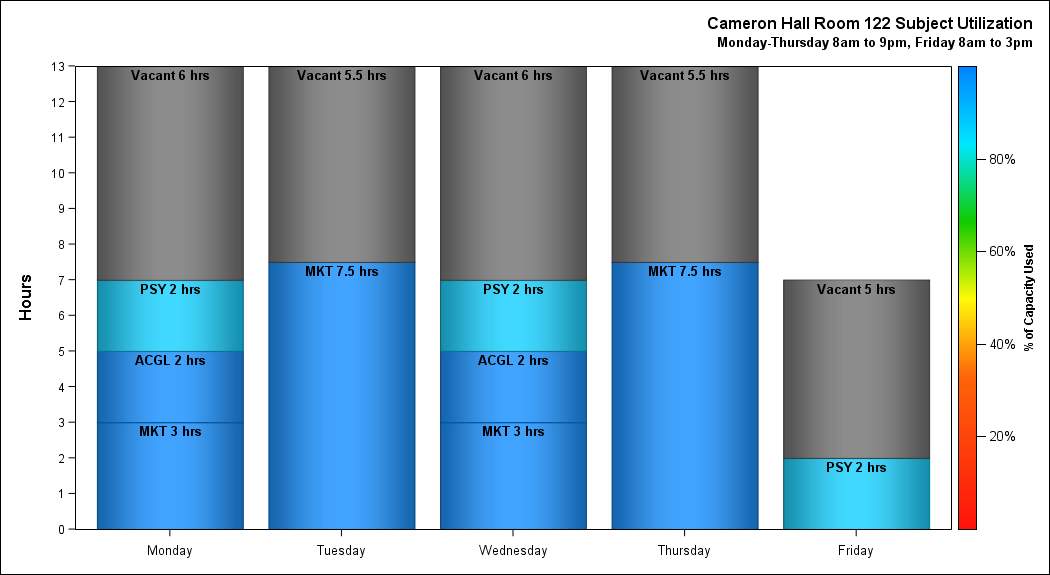 Cameron Hall Room 122 Subject Utilization
Monday-Thursday 8am to 9pm, Friday 8am to 3pm
Hours
13
12
11
10
9
8
7
6
5
4
3
2
1
0
Vacant 6 hrs
PSY 2 hrs
ACGL 2 hrs
MKT 3 hrs
Vacant 5.5 hrs
MKT 7.5 hrs
Vacant 6 hrs
PSY 2 hrs
ACGL 2 hrs
MKT 3 hrs
Vacant 5.5 hrs
MKT 7.5 hrs
Vacant 5 hrs
PSY 2 hrs
Monday
Tuesday
Wednesday
Thursday
Friday
80%
60%
40%
20%
% of Capacity Used